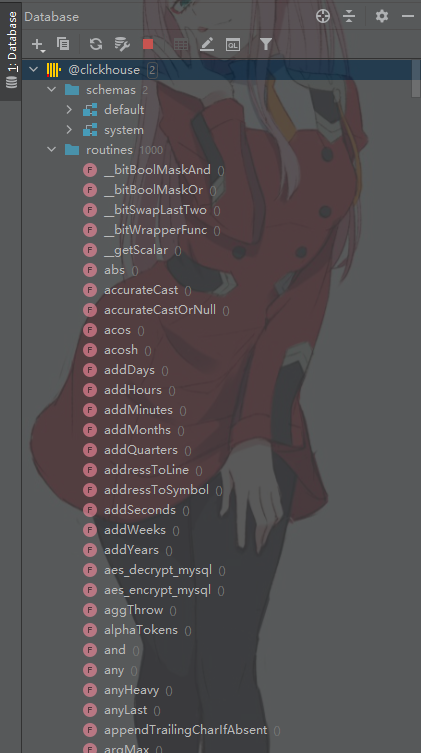 1: Database
Database
QL
@clickhouse 2
schemas 2
default
system
routines 1000
F __bitBoolMaskAnd ()
F __bitBoolMaskOr ()
F __bitSwapLastTwo ()
F __bitWrapperFunc ()
F __getScalar ()
F abs ()
F accurateCast ()
F accurateCastOrNull ()
F acos ()
F acosh ()
F addDays ()
F addHours ()
F addMinutes ()
F addMonths ()
F addQuarters ()
F addressToLine ()
F addressToSymbol ()
F addSeconds ()
F addWeeks ()
F addYears ()
F aes_decrypt_mysql ()
F aes_encrypt_mysql ()
F aggThrow ()
F alphaTokens ()
F and ()
F any ()
F anyHeavy ()
F anyLast ()
F appendTrailingCharIfAbsent ()
F argMax ()